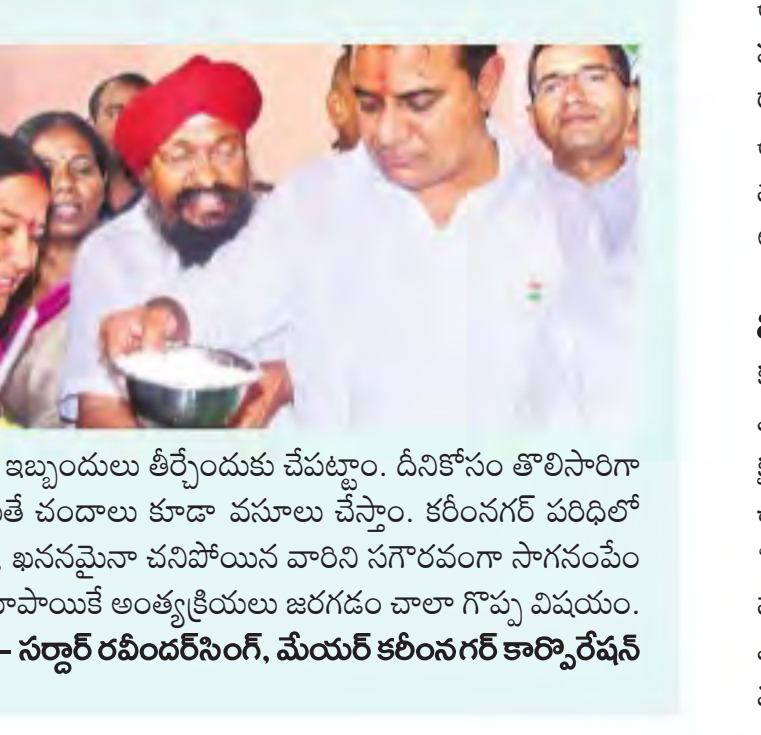 ఇబ్బందులు తీర్చేందుకు చేపట్టాం. దీనికోసం తొలిసారిగా
చందాలు కూడా వసూలు చేస్తాం. కరీంనగర్ పరిధిలో
ఖననమైనా చనిపోయిన వారిని సగౌరవంగా సాగనంపేం
అంత్యక్రియలు జరగడం చాలా గొప్ప విషయం.
– సర్దార్ రవీందర్‌సింగ్, మేయర్ కరీంనగర్ కార్పొరేషన్